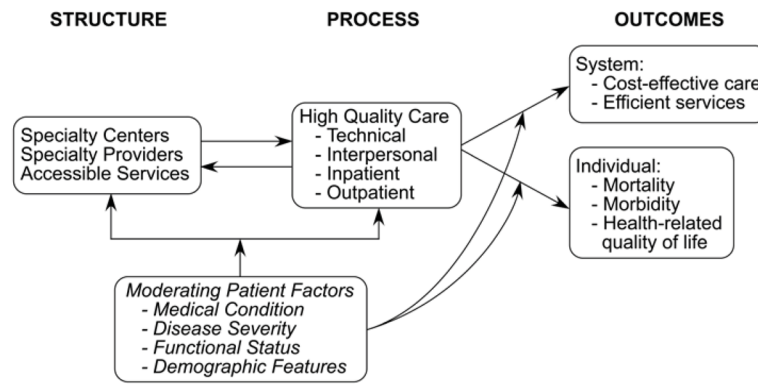 STRUCTURE
PROCESS
OUTCOMES
Specialty Centers
Specialty Providers
Accessible Services
High Quality Care
- Technical
- Interpersonal
- Inpatient
- Outpatient
System:
- Cost-effective care
- Efficient services
Individual:
- Mortality
- Morbidity
- Health-related
quality of life
Moderating Patient Factors
- Medical Condition
- Disease Severity
- Functional Status
- Demographic Features